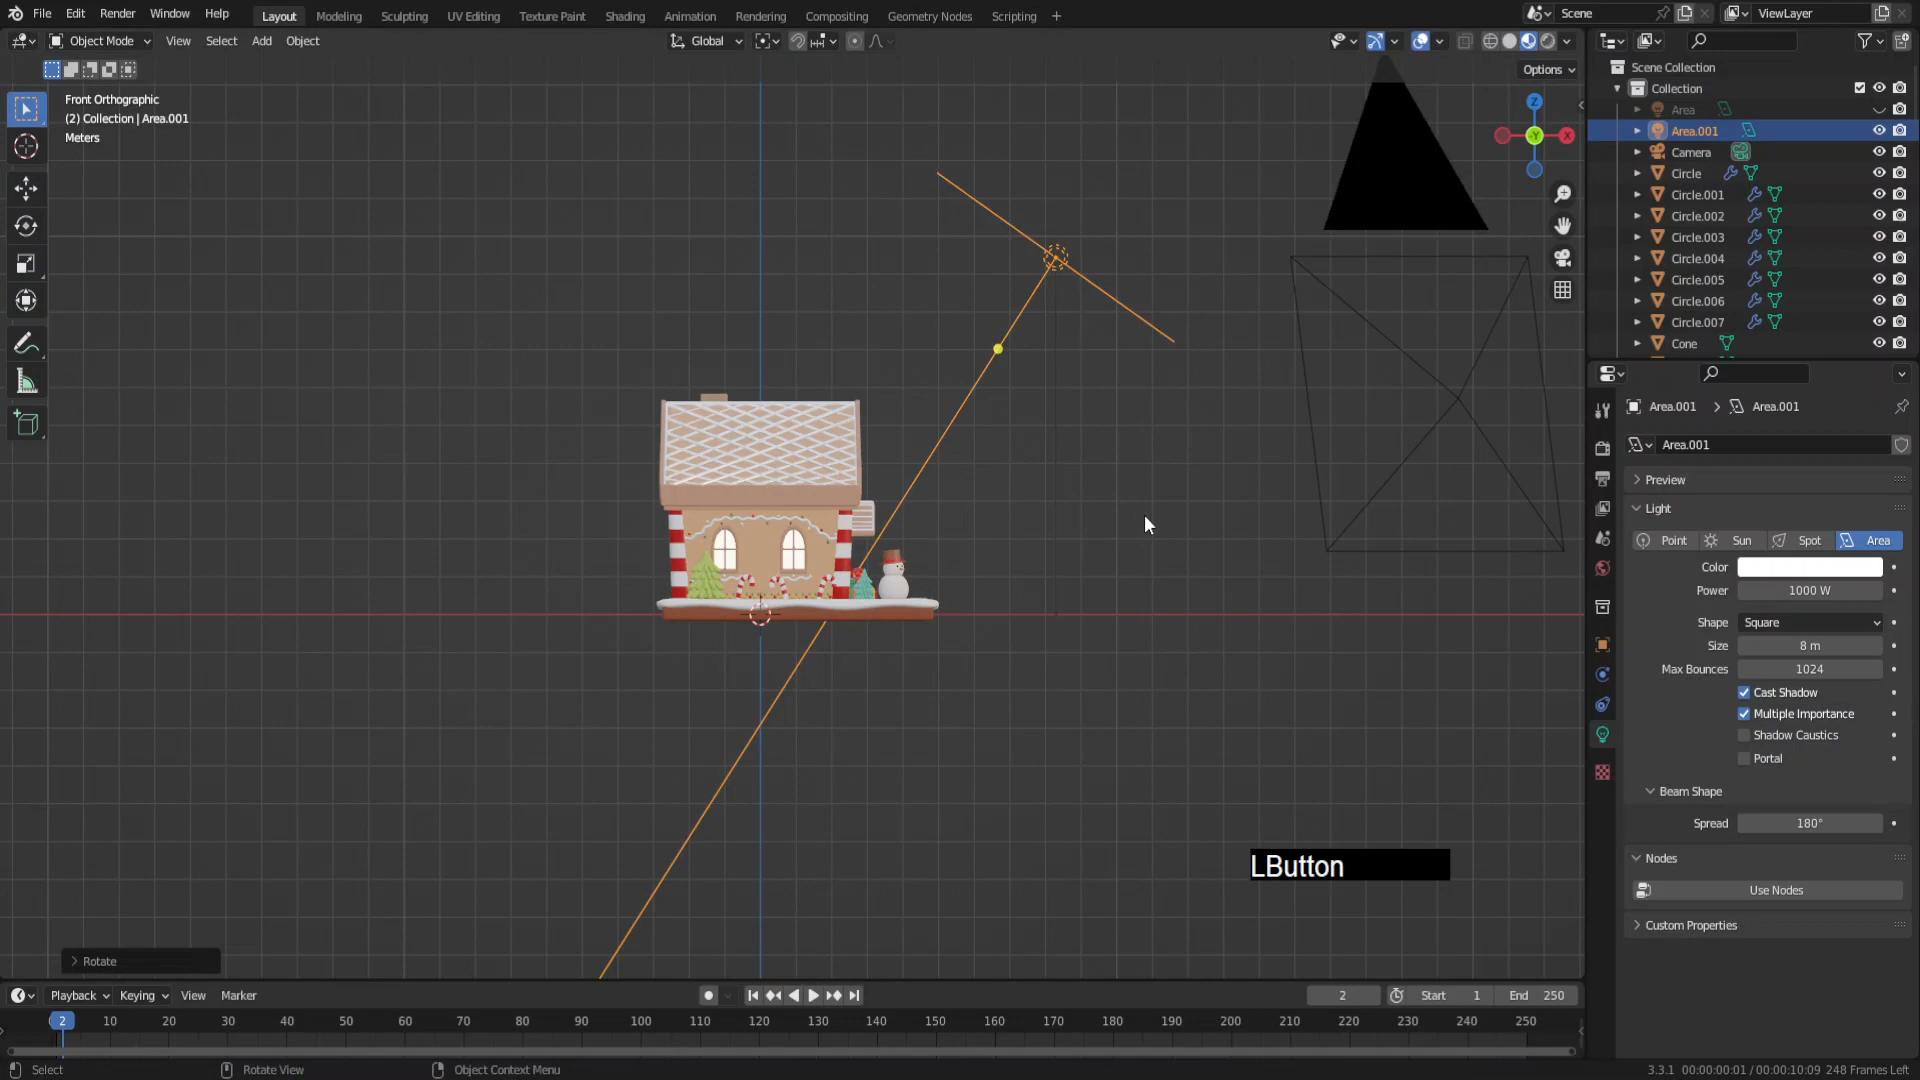 File Edit Render Window Help Layout Modeling Sculpting UV Editing Texture Paint Shading Animation Rendering Compositing Geometry Nodes Scripting + Scene ViewLayer
Object Mode View Select Add Object Global
Options
Front Orthographic
(2) Collection | Area.001
Meters
Z
X
-Y
Scene Collection
Collection
Area
Area.001
Camera
Circle
Circle.001
Circle.002
Circle.003
Circle.004
Circle.005
Circle.006
Circle.007
Cone
Area.001 > Area.001
Area.001
Preview
Light
Point Sun Spot Area
Color
Power 1000 W
Shape Square
Size 8 m
Max Bounces 1024
Cast Shadow
Multiple Importance
Shadow Caustics
Portal
Beam Shape
Spread 180°
Nodes
Use Nodes
Custom Properties
LButton
Rotate
Playback Keying View Marker 2 Start 1 End 250
2 10 20 30 40 50 60 70 80 90 100 110 120 130 140 150 160 170 180 190 200 210 220 230 240 250
Select Rotate View Object Context Menu 3.3.1 00:00:00:01 / 00:00:10:09 248 Frames Left